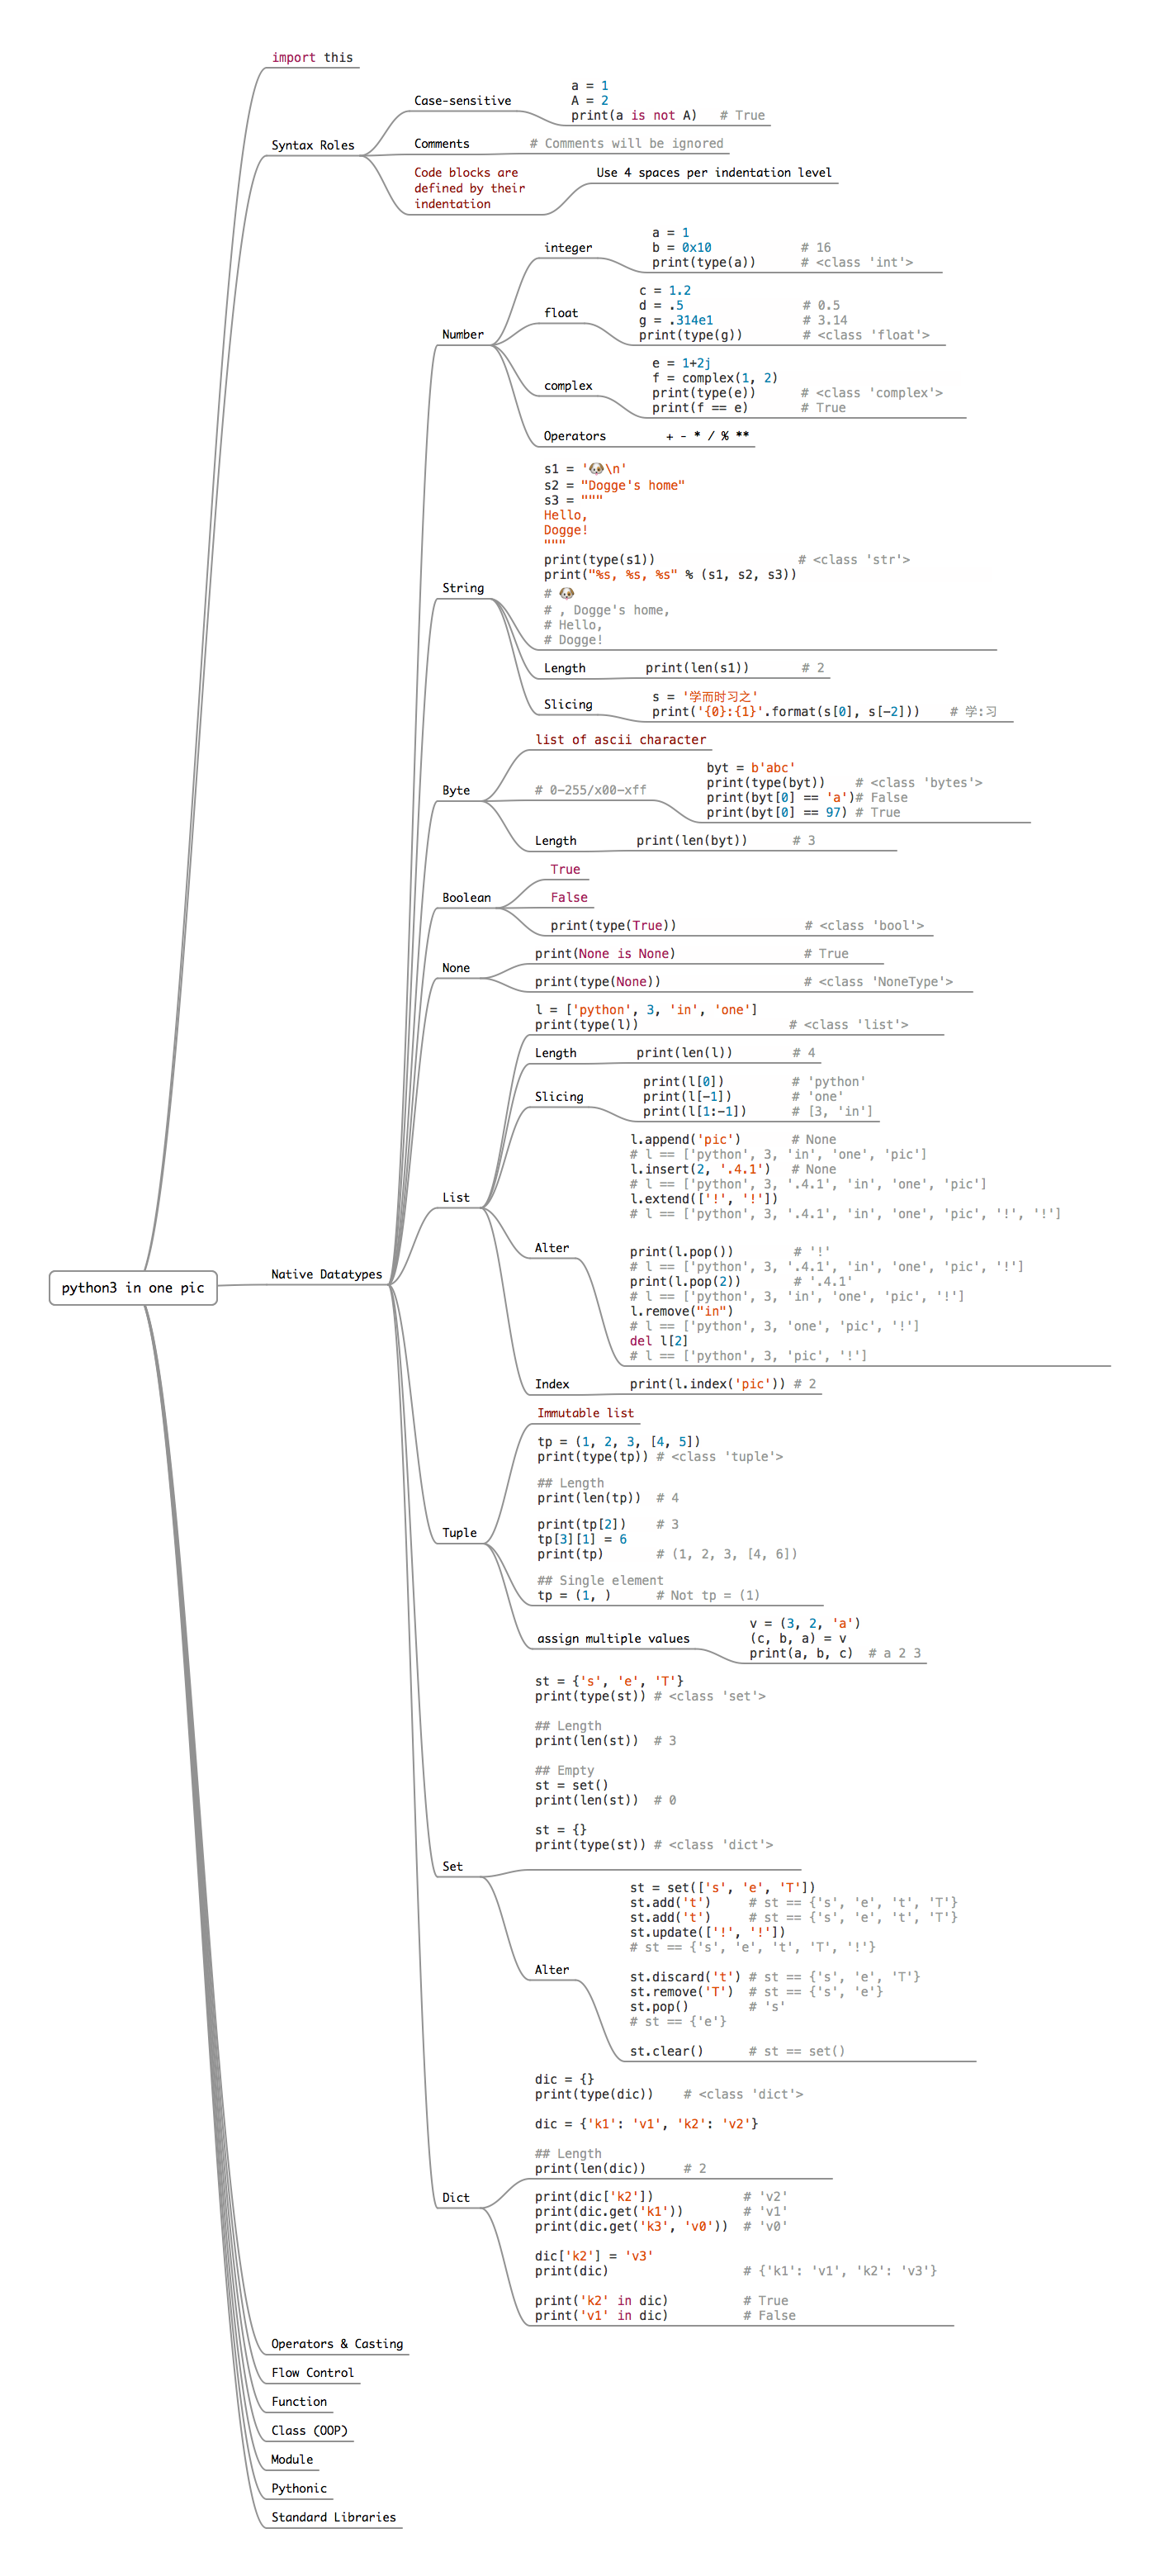 import this
Syntax Roles
Case-sensitive
a = 1
A = 2
print(a is not A)   # True
Comments
# Comments will be ignored
Code blocks are
defined by their
indentation
Use 4 spaces per indentation level
python3 in one pic
Native Datatypes
Number
integer
a = 1
b = 0x10            # 16
print(type(a))      # <class 'int'>
float
c = 1.2
d = .5                # 0.5
g = .314e1            # 3.14
print(type(g))        # <class 'float'>
complex
e = 1+2j
f = complex(1, 2)
print(type(e))      # <class 'complex'>
print(f == e)       # True
Operators
+ - * / % **
String
s1 = '🐶\n'
s2 = "Dogge's home"
s3 = """
Hello,
Dogge!
"""
print(type(s1))                   # <class 'str'>
print("%s, %s, %s" % (s1, s2, s3))
# 🐶
# , Dogge's home,
# Hello,
# Dogge!
Length
print(len(s1))       # 2
Slicing
s = '学而时习之'
print('{0}:{1}'.format(s[0], s[-2]))    # 学:习
Byte
list of ascii character
# 0-255/x00-xff
byt = b'abc'
print(type(byt))    # <class 'bytes'>
print(byt[0] == 'a')# False
print(byt[0] == 97) # True
Length
print(len(byt))      # 3
Boolean
True
False
print(type(True))                 # <class 'bool'>
None
print(None is None)                 # True
print(type(None))                   # <class 'NoneType'>
List
l = ['python', 3, 'in', 'one']
print(type(l))                    # <class 'list'>
Length
print(len(l))        # 4
Slicing
print(l[0])         # 'python'
print(l[-1])        # 'one'
print(l[1:-1])      # [3, 'in']
Alter
l.append('pic')       # None
# l == ['python', 3, 'in', 'one', 'pic']
l.insert(2, '.4.1')   # None
# l == ['python', 3, '.4.1', 'in', 'one', 'pic']
l.extend(['!', '!'])
# l == ['python', 3, '.4.1', 'in', 'one', 'pic', '!', '!']
print(l.pop())        # '!'
# l == ['python', 3, '.4.1', 'in', 'one', 'pic', '!']
print(l.pop(2))       # '.4.1'
# l == ['python', 3, 'in', 'one', 'pic', '!']
l.remove("in")
# l == ['python', 3, 'one', 'pic', '!']
del l[2]
# l == ['python', 3, 'pic', '!']
Index
print(l.index('pic')) # 2
Tuple
Immutable list
tp = (1, 2, 3, [4, 5])
print(type(tp)) # <class 'tuple'>
## Length
print(len(tp))  # 4
print(tp[2])    # 3
tp[3][1] = 6
print(tp)       # (1, 2, 3, [4, 6])
## Single element
tp = (1, )      # Not tp = (1)
assign multiple values
v = (3, 2, 'a')
(c, b, a) = v
print(a, b, c)  # a 2 3
Set
st = {'s', 'e', 'T'}
print(type(st)) # <class 'set'>
## Length
print(len(st))  # 3
## Empty
st = set()
print(len(st))  # 0
st = {}
print(type(st)) # <class 'dict'>
Alter
st = set(['s', 'e', 'T'])
st.add('t')     # st == {'s', 'e', 't', 'T'}
st.add('t')     # st == {'s', 'e', 't', 'T'}
st.update(['!', '!'])
# st == {'s', 'e', 't', 'T', '!'}
st.discard('t') # st == {'s', 'e', 'T'}
st.remove('T')  # st == {'s', 'e'}
st.pop()        # 's'
# st == {'e'}
st.clear()      # st == set()
Dict
dic = {}
print(type(dic))    # <class 'dict'>
dic = {'k1': 'v1', 'k2': 'v2'}
## Length
print(len(dic))     # 2
print(dic['k2'])            # 'v2'
print(dic.get('k1'))        # 'v1'
print(dic.get('k3', 'v0'))  # 'v0'
dic['k2'] = 'v3'
print(dic)                  # {'k1': 'v1', 'k2': 'v3'}
print('k2' in dic)          # True
print('v1' in dic)          # False
Operators & Casting
Flow Control
Function
Class (OOP)
Module
Pythonic
Standard Libraries